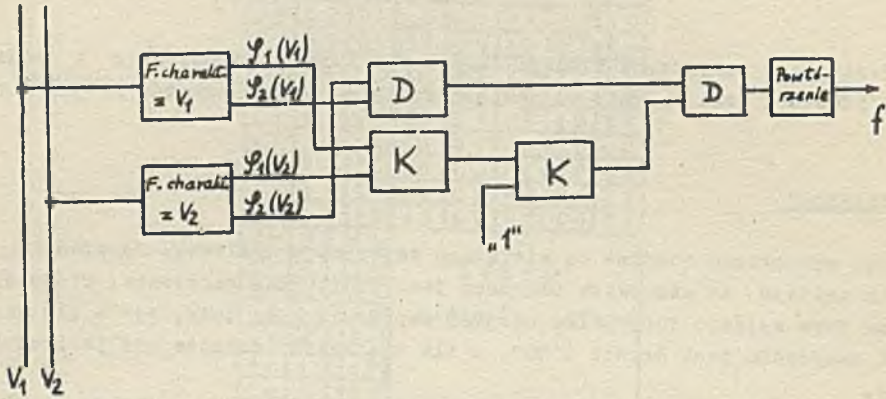 F. charakt.
z V₁
φ₁(V₁)
φ₂(V₁)
D
D
Powtó-
rzenie
f
F. charakt.
z V₂
φ₁(V₂)
φ₂(V₂)
K
K
„1"
V₁ V₂